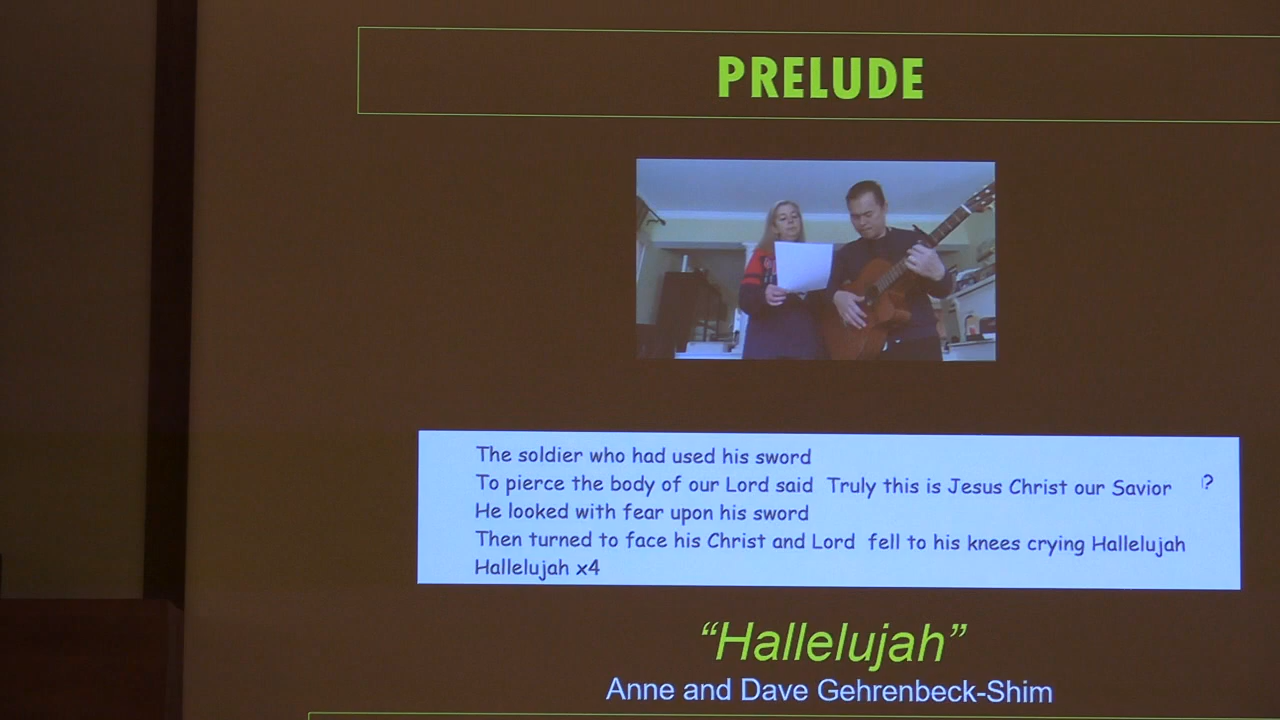 PRELUDE
The soldier who had used his sword
To pierce the body of our Lord said Truly this is Jesus Christ our Savior ?
He looked with fear upon his sword
Then turned to face his Christ and Lord fell to his knees crying Hallelujah
Hallelujah x4
“Hallelujah”
Anne and Dave Gehrenbeck-Shim